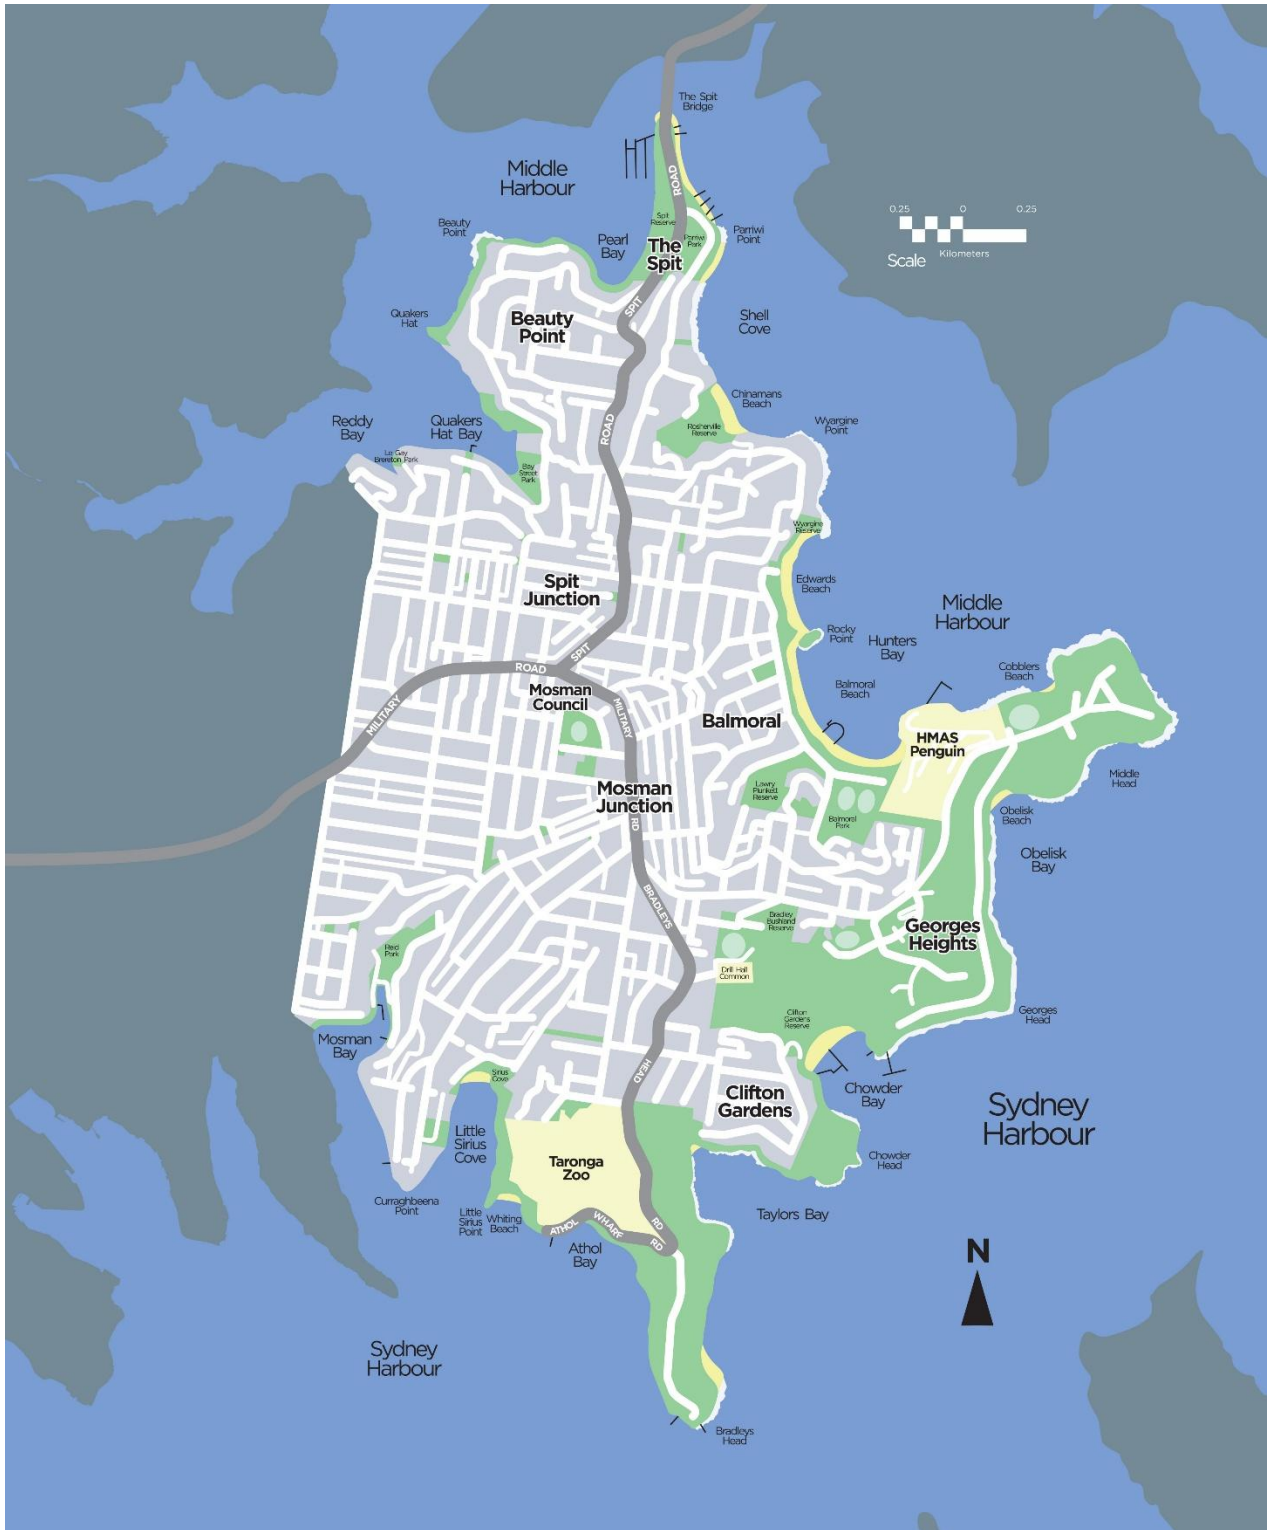 The Spit
Bridge
Middle
Harbour
ROAD
Beauty
Point
Spit
Reserve
Pearl
Bay
Parriwi
Park
Parriwi
Point
The
Spit
0.25
0
0.25
Kilometers
Scale
Quakers
Hat
Beauty
Point
SPIT
Shell
Cove
Chinamans
Beach
Reddy
Bay
Quakers
Hat Bay
ROAD
Rosherville
Reserve
Wyargine
Point
Le Gay
Brereton Park
Bay
Street
Park
Wyargine
Reserve
Spit
Junction
Edwards
Beach
Middle
Harbour
Rocky
Point
Hunters
Bay
SPIT
ROAD
Cobblers
Beach
Mosman
Council
Balmoral
Beach
MILITARY
MILITARY
Balmoral
HMAS
Penguin
Middle
Head
Mosman
Junction
Lawry
Plunkett
Reserve
RD
Balmoral
Park
Obelisk
Beach
Obelisk
Bay
BRADLEYS
Bradley
Bushland
Reserve
Georges
Heights
Reid
Park
Drill Hall
Common
Clifton
Gardens
Reserve
Georges
Head
Mosman
Bay
HEAD
Sirius
Cove
Clifton
Gardens
Chowder
Bay
Sydney
Harbour
Little
Sirius
Cove
Taronga
Zoo
Chowder
Head
Curraghbeena
Point
Little
Sirius
Point
Whiting
Beach
ATHOL
WHARF
RD
RD
Taylors Bay
Athol
Bay
N
Sydney
Harbour
Bradleys
Head